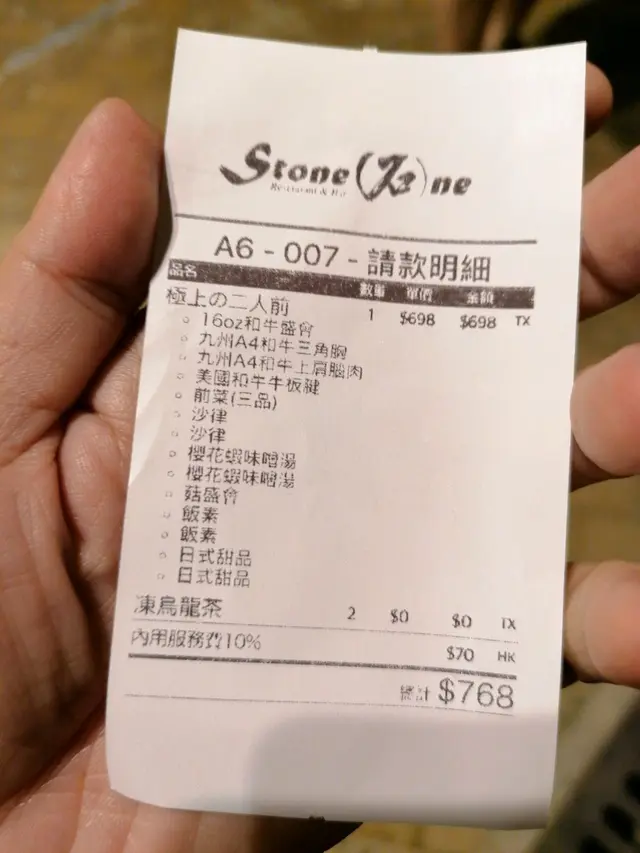 Stone(石)ne
Restaurant & Bar
A6 - 007 - 請款明細
品名 數量 單價 金額
極上の二人前 1 $698 $698 TX
16oz和牛盛會
九州A4和牛三角胸
九州A4和牛上肩腦肉
美國和牛牛板腱
前菜(三品)
沙律
沙律
櫻花蝦味噌湯
櫻花蝦味噌湯
菇盛會
飯素
飯素
日式甜品
日式甜品
凍烏龍茶 2 $0 $0 TX
內用服務費10% $70 HK
總計 $768